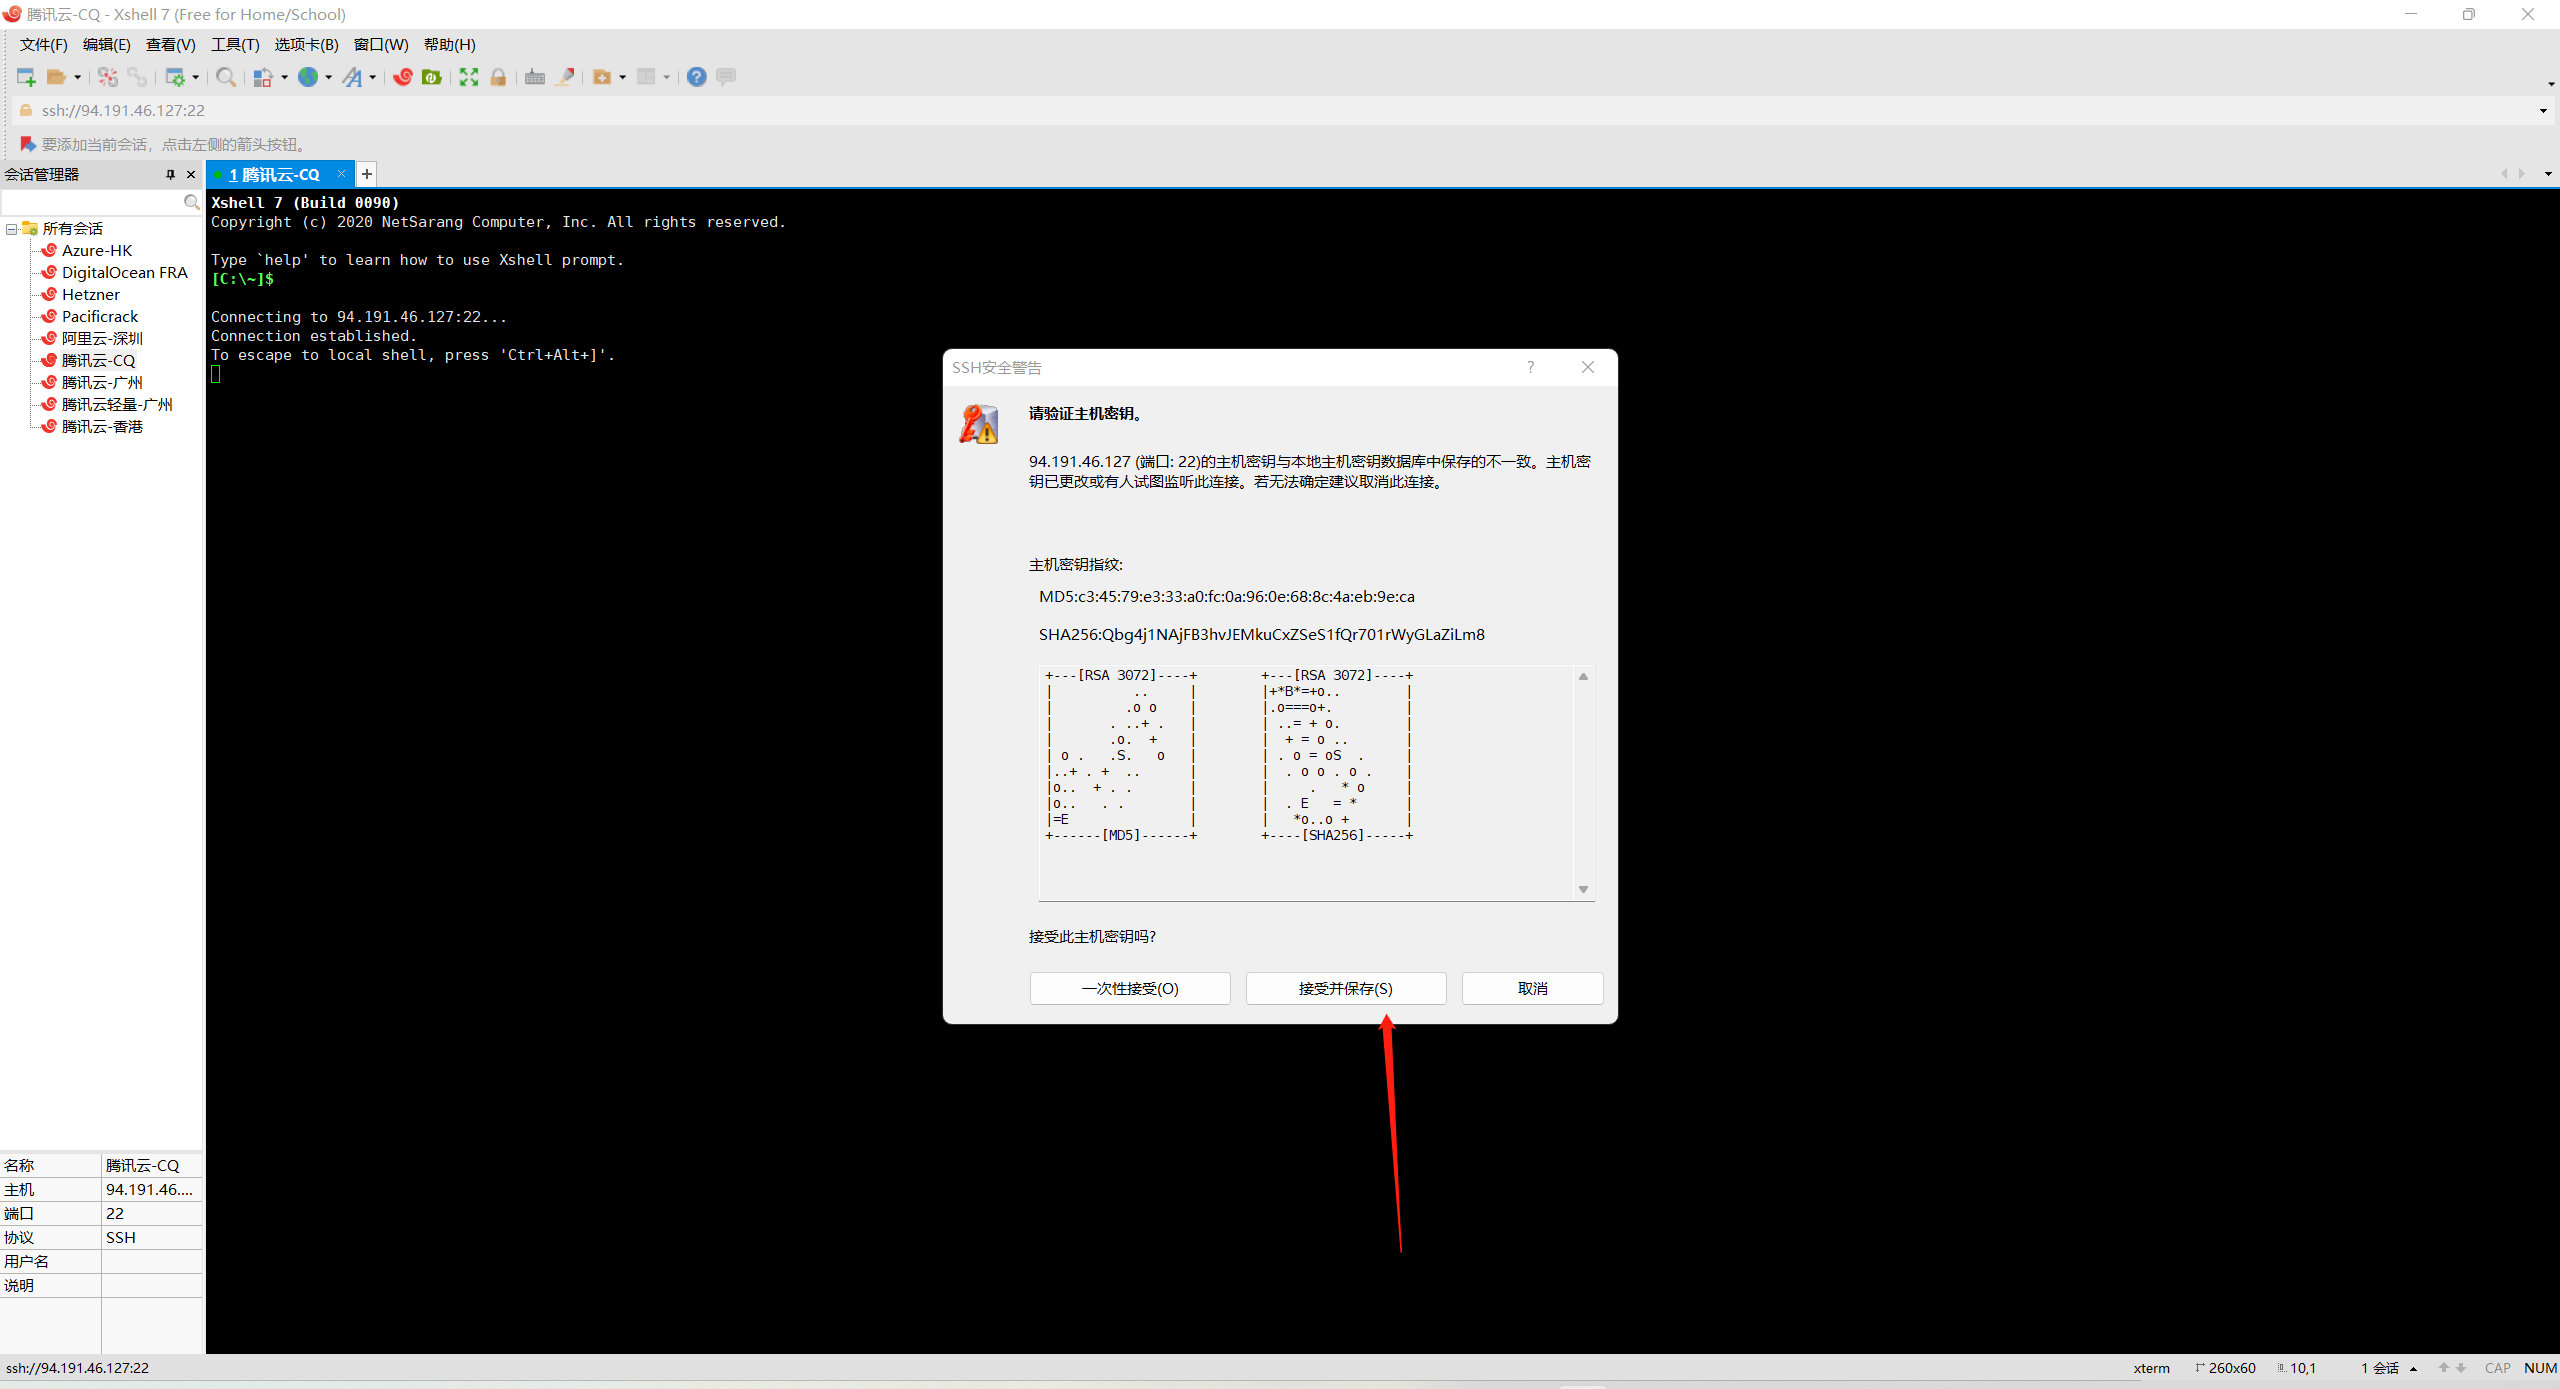 腾讯云-CQ - Xshell 7 (Free for Home/School)
文件(F) 编辑(E) 查看(V) 工具(T) 选项卡(B) 窗口(W) 帮助(H)
ssh://94.191.46.127:22
要添加当前会话，点击左侧的箭头按钮。
会话管理器
1 腾讯云-CQ
所有会话
Azure-HK
DigitalOcean FRA
Hetzner
Pacificrack
阿里云-深圳
腾讯云-CQ
腾讯云-广州
腾讯云轻量-广州
腾讯云-香港
名称 腾讯云-CQ
主机 94.191.46....
端口 22
协议 SSH
用户名
说明
Xshell 7 (Build 0090)
Copyright (c) 2020 NetSarang Computer, Inc. All rights reserved.
Type `help' to learn how to use Xshell prompt.
[C:\~]$
Connecting to 94.191.46.127:22...
Connection established.
To escape to local shell, press 'Ctrl+Alt+]'.
SSH安全警告
请验证主机密钥。
94.191.46.127 (端口: 22)的主机密钥与本地主机密钥数据库中保存的不一致。主机密
钥已更改或有人试图监听此连接。若无法确定建议取消此连接。
主机密钥指纹:
MD5:c3:45:79:e3:33:a0:fc:0a:96:0e:68:8c:4a:eb:9e:ca
SHA256:Qbg4j1NAjFB3hvJEMkuCxZSeS1fQr701rWyGLaZiLm8
+---[RSA 3072]----+        +---[RSA 3072]----+
|          ..     |        |+*B*=+o..        |
|         .o o    |        |.o===o+.         |
|       . ..+ .   |        | ..= + o.        |
|       .o.  +    |        |  + = o ..       |
| o .   .S.   o   |        | . o = oS  .     |
|..+ . +  ..      |        |  . o o . o .    |
|o..  + . .       |        |     .   * o     |
|o..   . .        |        |  . E   = *      |
|=E               |        |   *o..o +       |
+------[MD5]------+        +----[SHA256]-----+
接受此主机密钥吗?
一次性接受(O) 接受并保存(S) 取消
ssh://94.191.46.127:22 xterm 260x60 10,1 1 会话 CAP NUM